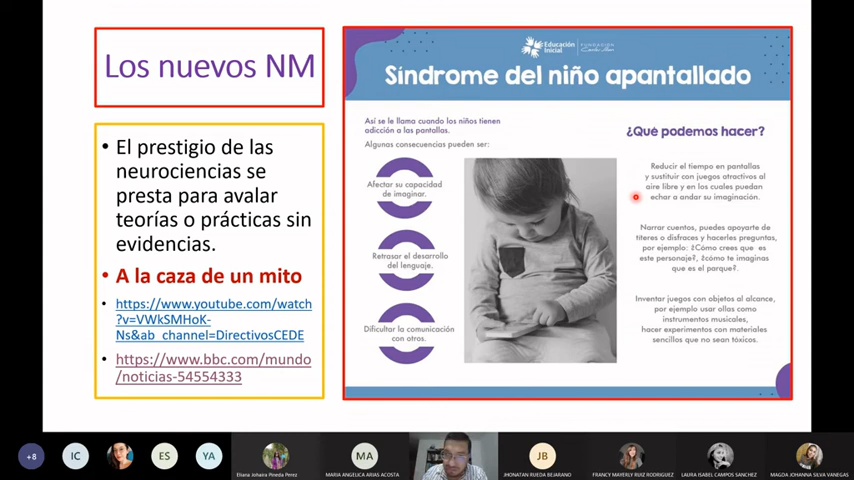 Los nuevos NM
• El prestigio de las
neurociencias se
presta para avalar
teorías o prácticas sin
evidencias.
• A la caza de un mito
• https://www.youtube.com/watch
?v=VWkSMHoK-
Ns&ab_channel=DirectivosCEDE
• https://www.bbc.com/mundo
/noticias-54554333
Educación
Inicial
FUNDACIÓN
Síndrome del niño apantallado
Así se le llama cuando los niños tienen
adicción a las pantallas.
Algunas consecuencias pueden ser:
Afectar su capacidad
de imaginar.
Retrasar el desarrollo
del lenguaje.
Dificultar la comunicación
con otros.
¿Qué podemos hacer?
Reducir el tiempo en pantallas
y sustituir con juegos atractivos al
aire libre y en los cuales puedan
echar a andar su imaginación.
Narrar cuentos, puedes apoyarte de
títeres o disfraces y hacerles preguntas,
por ejemplo: ¿Cómo crees que es
este personaje?, ¿cómo te imaginas
que es el parque?.
Inventar juegos con objetos al alcance,
por ejemplo usar ollas como
instrumentos musicales,
hacer experimentos con materiales
sencillos que no sean tóxicos.
+8
IC
ES
YA
Eliana Johaira Pineda Perez
MA
MARIA ANGELICA ARIAS ACOSTA
JB
JHONATAN RUEDA BEJARANO
FRANCY MAYERLY RUIZ RODRIGUEZ
LAURA ISABEL CAMPOS SANCHEZ
MAGDA JOHANNA SILVA VANEGAS